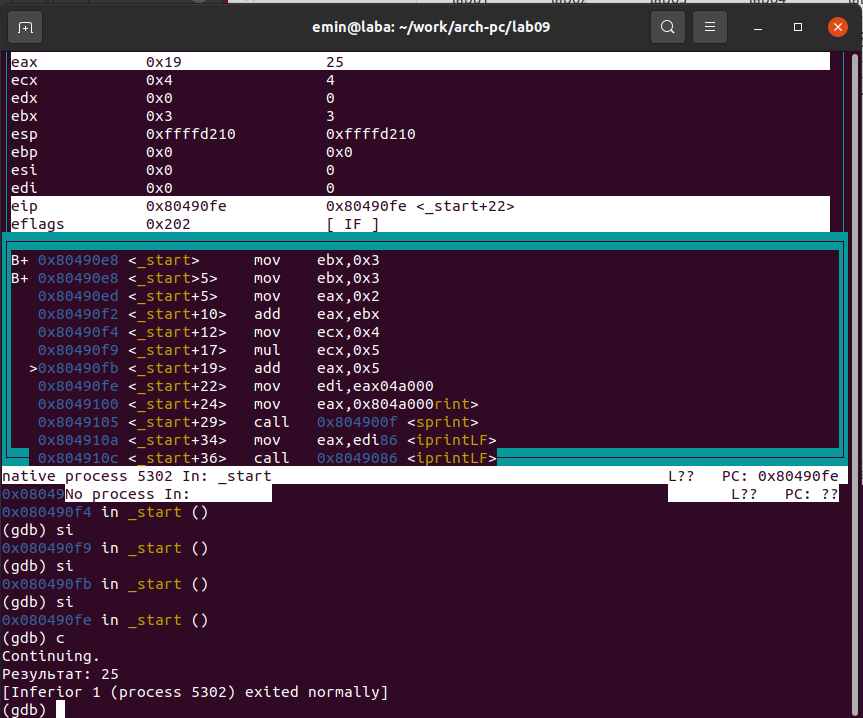 emin@laba: ~/work/arch-pc/lab09
eax 0x19 25
ecx 0x4 4
edx 0x0 0
ebx 0x3 3
esp 0xffffd210 0xffffd210
ebp 0x0 0x0
esi 0x0 0
edi 0x0 0
eip 0x80490fe 0x80490fe <_start+22>
eflags 0x202 [ IF ]
B+ 0x80490e8 <_start> mov ebx,0x3
B+ 0x80490e8 <_start>5> mov ebx,0x3
0x80490ed <_start+5> mov eax,0x2
0x80490f2 <_start+10> add eax,ebx
0x80490f4 <_start+12> mov ecx,0x4
0x80490f9 <_start+17> mul ecx,0x5
>0x80490fb <_start+19> add eax,0x5
0x80490fe <_start+22> mov edi,eax04a000
0x8049100 <_start+24> mov eax,0x804a000rint>
0x8049105 <_start+29> call 0x804900f <sprint>
0x804910a <_start+34> mov eax,edi86 <iprintLF>
0x804910c <_start+36> call 0x8049086 <iprintLF>
native process 5302 In: _start L?? PC: 0x80490fe
0x08049No process In: L?? PC: ??
0x080490f4 in _start ()
(gdb) si
0x080490f9 in _start ()
(gdb) si
0x080490fb in _start ()
(gdb) si
0x080490fe in _start ()
(gdb) c
Continuing.
Результат: 25
[Inferior 1 (process 5302) exited normally]
(gdb)